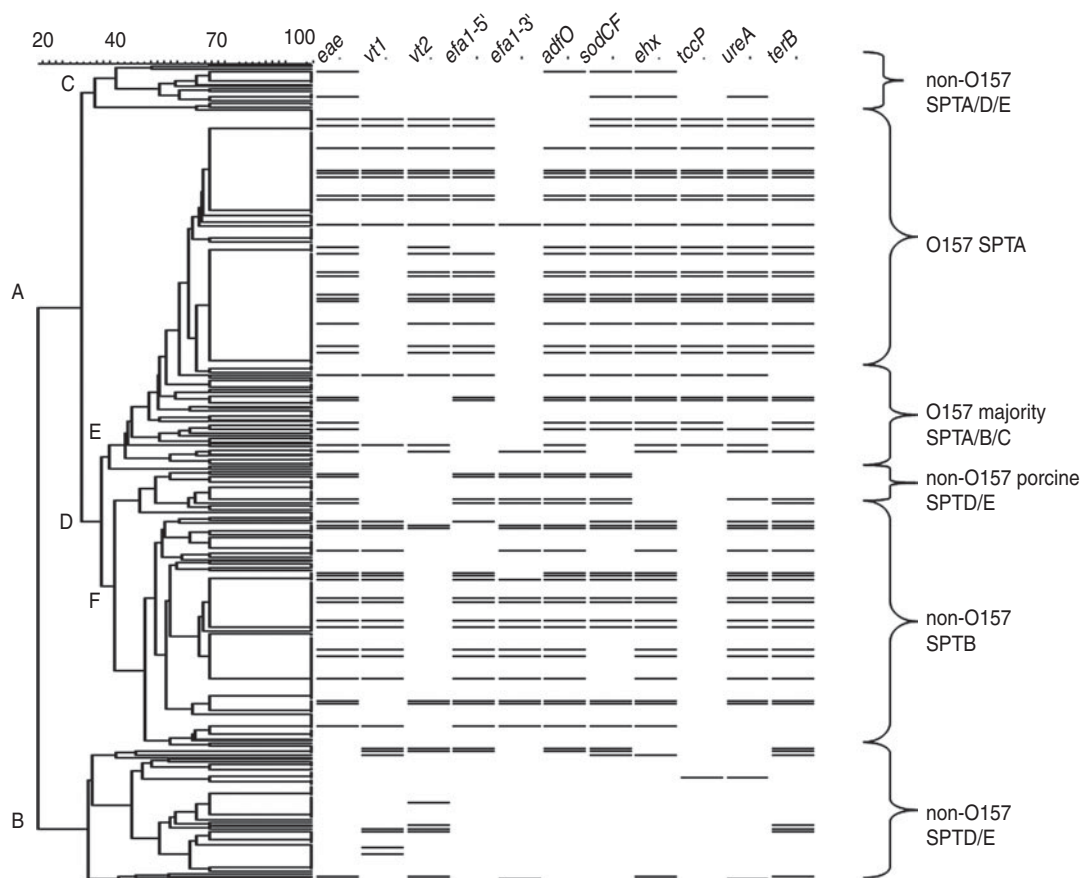 20 40 70 100
eae vt1 vt2 efa1-5' efa1-3' adfO sodCF ehx tccP ureA terB
C
non-O157
SPTA/D/E
A
O157 SPTA
E
O157 majority
SPTA/B/C
non-O157 porcine
SPTD/E
D
F
non-O157
SPTB
B
non-O157
SPTD/E